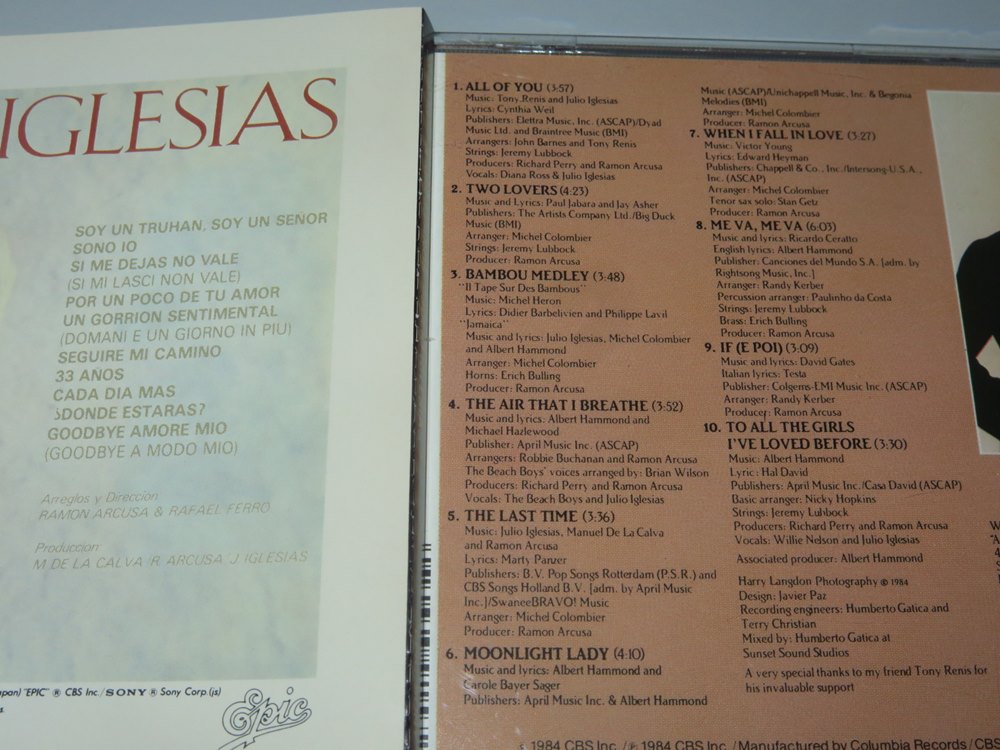 IGLESIAS
SOY UN TRUHAN, SOY UN SEÑOR
SONO IO
SI ME DEJAS NO VALE
(SI MI LASCI NON VALE)
POR UN POCO DE TU AMOR
UN GORRION SENTIMENTAL
(DOMANI E UN GIORNO IN PIU)
SEGUIRE MI CAMINO
33 ANOS
CADA DIA MAS
¿DONDE ESTARAS?
GOODBYE AMORE MIO
(GOODBYE A MODO MIO)
Arreglos y Dirección
RAMON ARCUSA & RAFAEL FERRO
Produccion:
M DE LA CALVA R. ARCUSA J IGLESIAS
pan) "EPIC" ® CBS Inc./SONY ® Sony Corp.(js)
Epic
1. ALL OF YOU (3:57)
Music: Tony Renis and Julio Iglesias
Lyrics: Cynthia Weil
Publishers: Elettra Music, Inc. (ASCAP)/Dyad
Music Ltd. and Braintree Music (BMI)
Arrangers: John Barnes and Tony Renis
Strings: Jeremy Lubbock
Producers: Richard Perry and Ramon Arcusa
Vocals: Diana Ross & Julio Iglesias
2. TWO LOVERS (4:23)
Music and Lyrics: Paul Jabara and Jay Asher
Publishers: The Artists Company Ltd./Big Duck
Music (BMI)
Arranger: Michel Colombier
Strings: Jeremy Lubbock
Producer: Ramon Arcusa
3. BAMBOU MEDLEY (3:48)
"Il Tape Sur Des Bambous"
Music: Michel Heron
Lyrics: Didier Barbelivien and Philippe Lavil
"Jamaica"
Music and lyrics: Julio Iglesias, Michel Colombier
and Albert Hammond
Arranger: Michel Colombier
Horns: Erich Bulling
Producer: Ramon Arcusa
4. THE AIR THAT I BREATHE (3:52)
Music and lyrics: Albert Hammond and
Michael Hazlewood
Publisher: April Music Inc. (ASCAP)
Arrangers: Robbie Buchanan and Ramon Arcusa
The Beach Boys' voices arranged by: Brian Wilson
Producers: Richard Perry and Ramon Arcusa
Vocals: The Beach Boys and Julio Iglesias
5. THE LAST TIME (3:36)
Music: Julio Iglesias, Manuel De La Calva
and Ramon Arcusa
Lyrics: Marty Panzer
Publishers: B.V. Pop Songs Rotterdam (P.S.R.) and
CBS Songs Holland B.V. [adm. by April Music
Inc.]/SwaneeBRAVO! Music
Arranger: Michel Colombier
Producer: Ramon Arcusa
6. MOONLIGHT LADY (4:10)
Music and lyrics: Albert Hammond and
Carole Bayer Sager
Publishers: April Music Inc. & Albert Hammond
Music (ASCAP)/Unichappell Music, Inc. & Begonia
Melodies (BMI)
Arranger: Michel Colombier
Producer: Ramon Arcusa
7. WHEN I FALL IN LOVE (3:27)
Music: Victor Young
Lyrics: Edward Heyman
Publishers: Chappell & Co., Inc./Intersong-U.S.A.,
Inc. (ASCAP)
Arranger: Michel Colombier
Tenor sax solo: Stan Getz
Producer: Ramon Arcusa
8. ME VA, ME VA (6:03)
Music and lyrics: Ricardo Ceratto
English lyrics: Albert Hammond
Publisher: Canciones del Mundo S.A. [adm. by
Rightsong Music, Inc.]
Arranger: Randy Kerber
Percussion arranger: Paulinho da Costa
Strings: Jeremy Lubbock
Brass: Erich Bulling
Producer: Ramon Arcusa
9. IF (E POI) (3:09)
Music and lyrics: David Gates
Italian lyrics: Testa
Publisher: Colgems-EMI Music Inc. (ASCAP)
Arranger: Randy Kerber
Producer: Ramon Arcusa
10. TO ALL THE GIRLS
I'VE LOVED BEFORE (3:30)
Music: Albert Hammond
Lyric: Hal David
Publishers: April Music Inc./Casa David (ASCAP)
Basic arranger: Nicky Hopkins
Strings: Jeremy Lubbock
Producers: Richard Perry and Ramon Arcusa
Vocals: Willie Nelson and Julio Iglesias
Associated producer: Albert Hammond
Harry Langdon Photography © 1984
Design: Javier Paz
Recording engineers: Humberto Gatica and
Terry Christian
Mixed by: Humberto Gatica at
Sunset Sound Studios
A very special thanks to my friend Tony Renis for
his invaluable support
© 1984 CBS Inc./℗ 1984 CBS Inc./Manufactured by Columbia Records/CBS